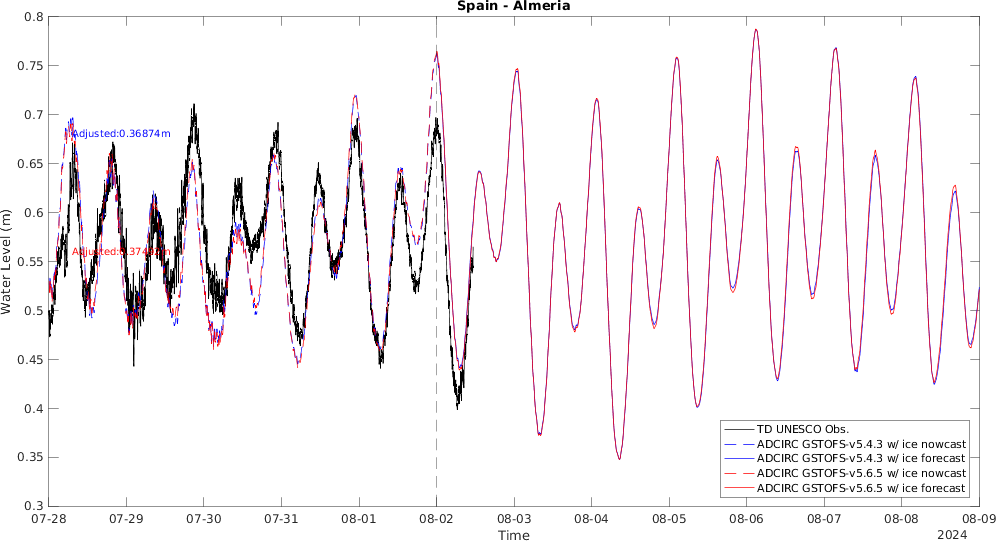 Spain - Almeria
0.8
0.75
0.7
0.65
0.6
0.55
0.5
0.45
0.4
0.35
0.3
Water Level (m)
Adjusted:0.36874m
TD UNESCO Obs.
ADCIRC GSTOFS-v5.4.3 w/ ice nowcast
ADCIRC GSTOFS-v5.4.3 w/ ice forecast
ADCIRC GSTOFS-v5.6.5 w/ ice nowcast
ADCIRC GSTOFS-v5.6.5 w/ ice forecast
07-28 07-29 07-30 07-31 08-01 08-02 08-03 08-04 08-05 08-06 08-07 08-08 08-09
Time
2024